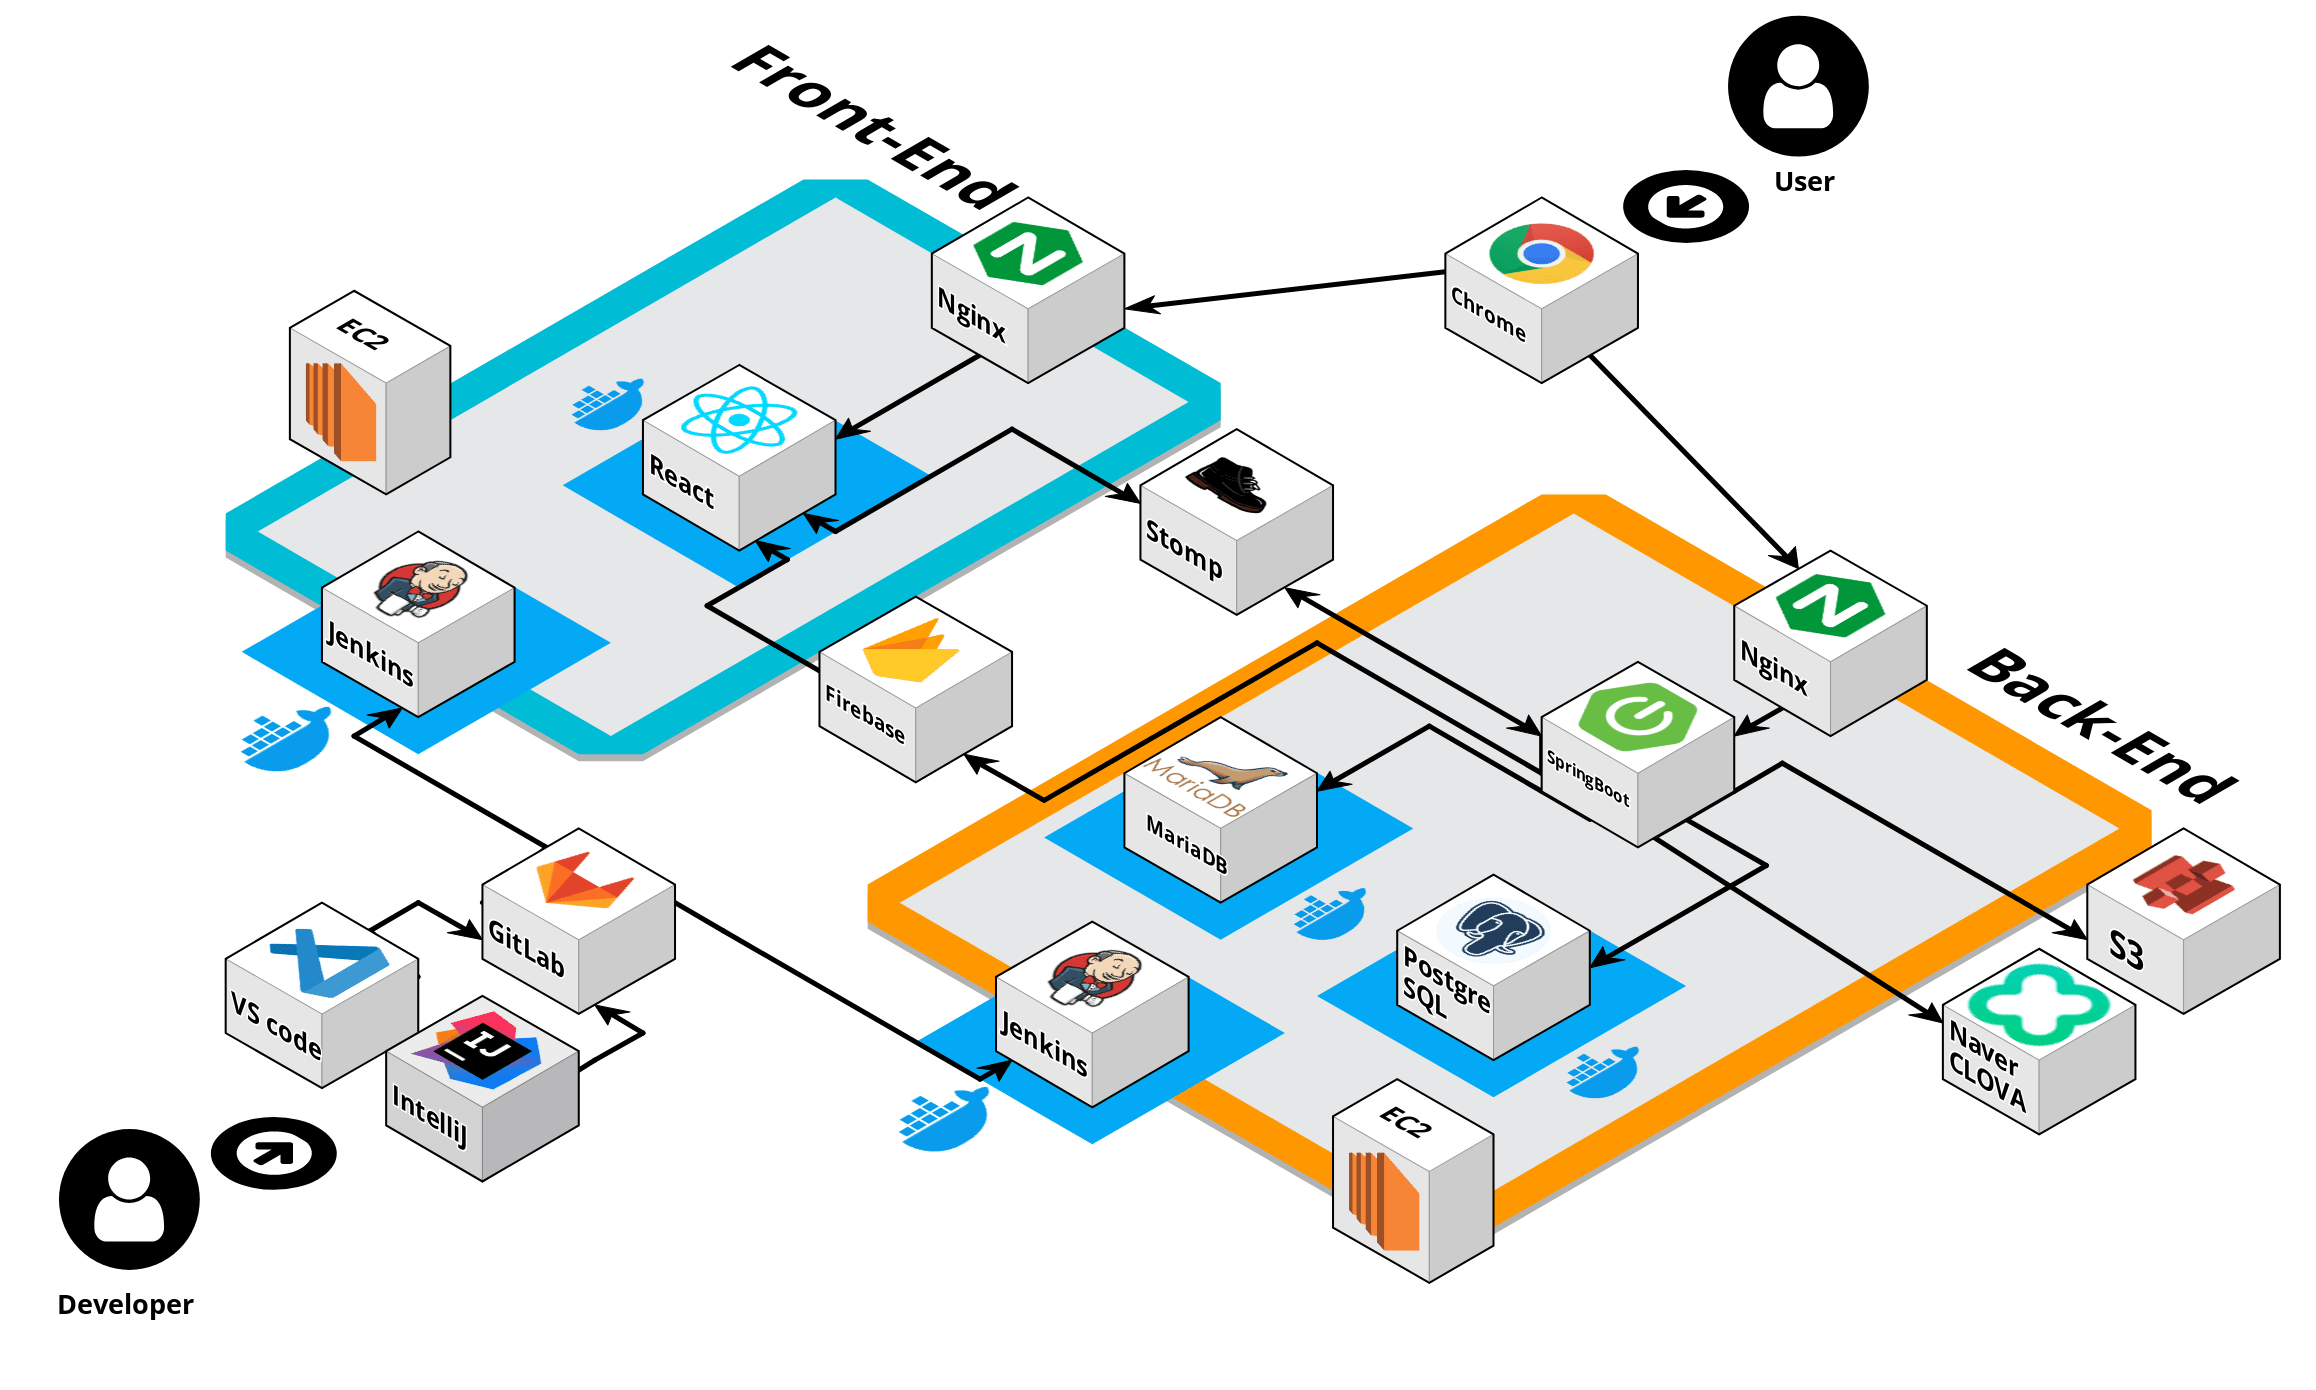 Front-End
User
Nginx
Chrome
EC2
React
Stomp
Jenkins
Firebase
Nginx
SpringBoot
Back-End
MariaDB
MariaDB
GitLab
S3
VS code
Postgre
SQL
Jenkins
Naver
CLOVA
IJ
IntelliJ
EC2
Developer